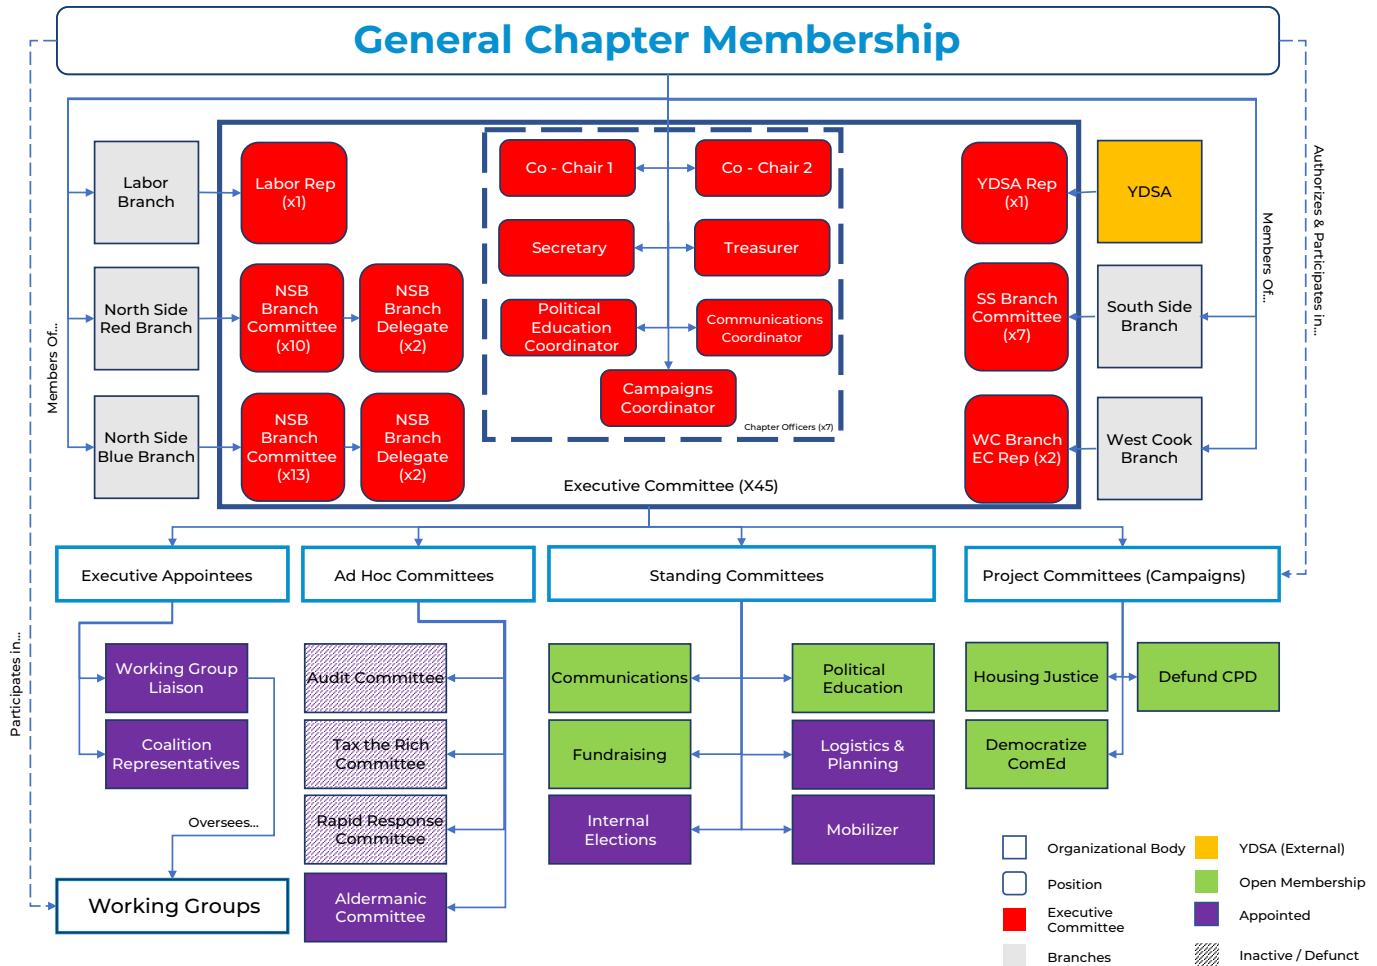 General Chapter Membership
Labor
Branch
Labor Rep
(x1)
Co - Chair 1
Co - Chair 2
YDSA Rep
(x1)
YDSA
Secretary
Treasurer
North Side
Red Branch
NSB
Branch
Committee
(x10)
NSB
Branch
Delegate
(x2)
Political
Education
Coordinator
Communications
Coordinator
SS Branch
Committee
(x7)
South Side
Branch
Campaigns
Coordinator
Chapter Officers (x7)
North Side
Blue Branch
NSB
Branch
Committee
(x13)
NSB
Branch
Delegate
(x2)
WC Branch
EC Rep (x2)
West Cook
Branch
Executive Committee (X45)
Members Of...
Members Of...
Authorizes & Participates in...
Participates in...
Executive Appointees
Ad Hoc Committees
Standing Committees
Project Committees (Campaigns)
Working Group
Liaison
Coalition
Representatives
Oversees...
Working Groups
Audit Committee
Tax the Rich
Committee
Rapid Response
Committee
Aldermanic
Committee
Communications
Political
Education
Fundraising
Logistics &
Planning
Internal
Elections
Mobilizer
Housing Justice
Defund CPD
Democratize
ComEd
Organizational Body
YDSA (External)
Position
Open Membership
Executive
Committee
Appointed
Branches
Inactive / Defunct